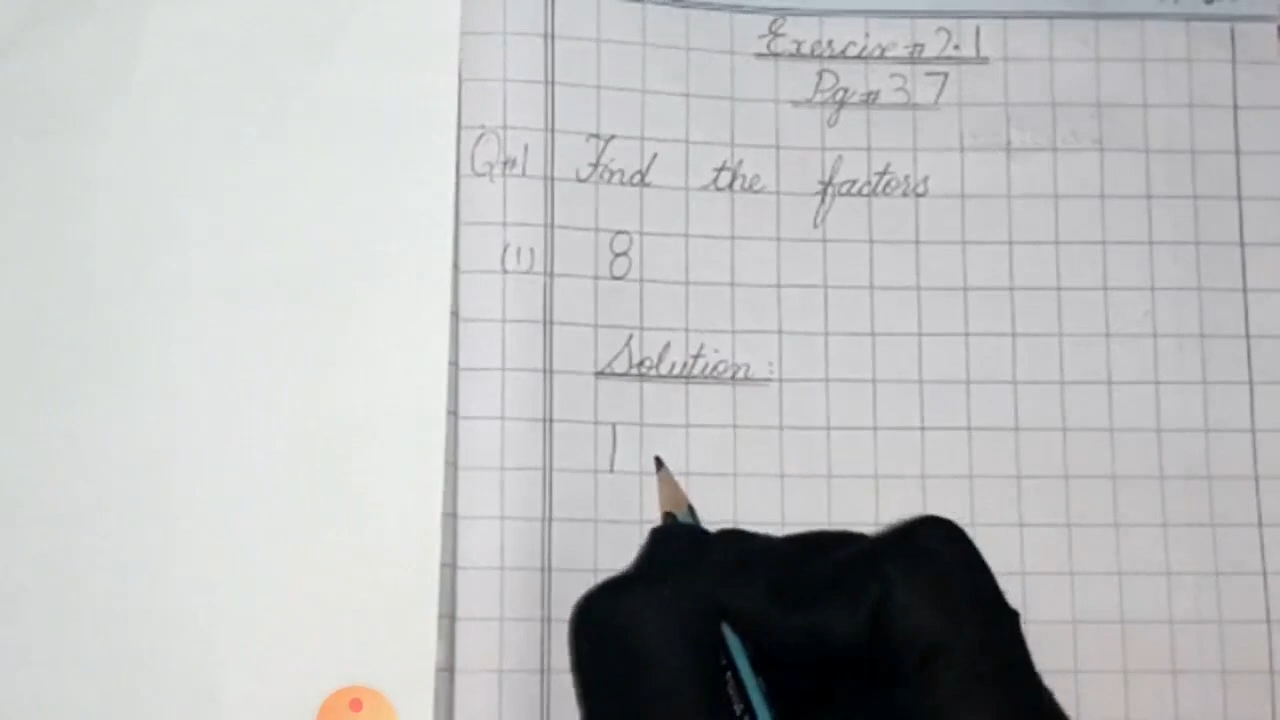 Exercise # 2.1
Pg # 37
Q#1 Find the factors
(1) 8
Solution:
1